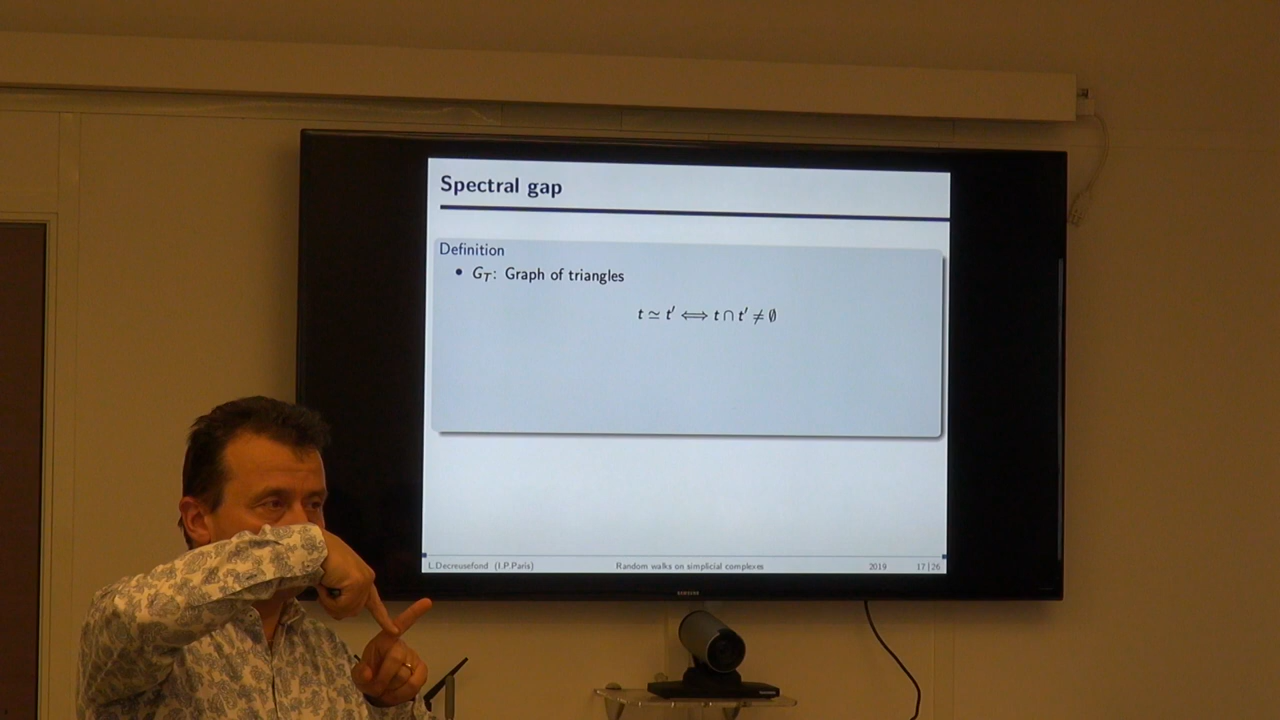 Spectral gap
Definition
• G_T: Graph of triangles
t ≃ t′ ⟺ t ∩ t′ ≠ ∅
L.Decreusefond (I.P.Paris) Random walks on simplicial complexes 2019 17|26
SAMSUNG